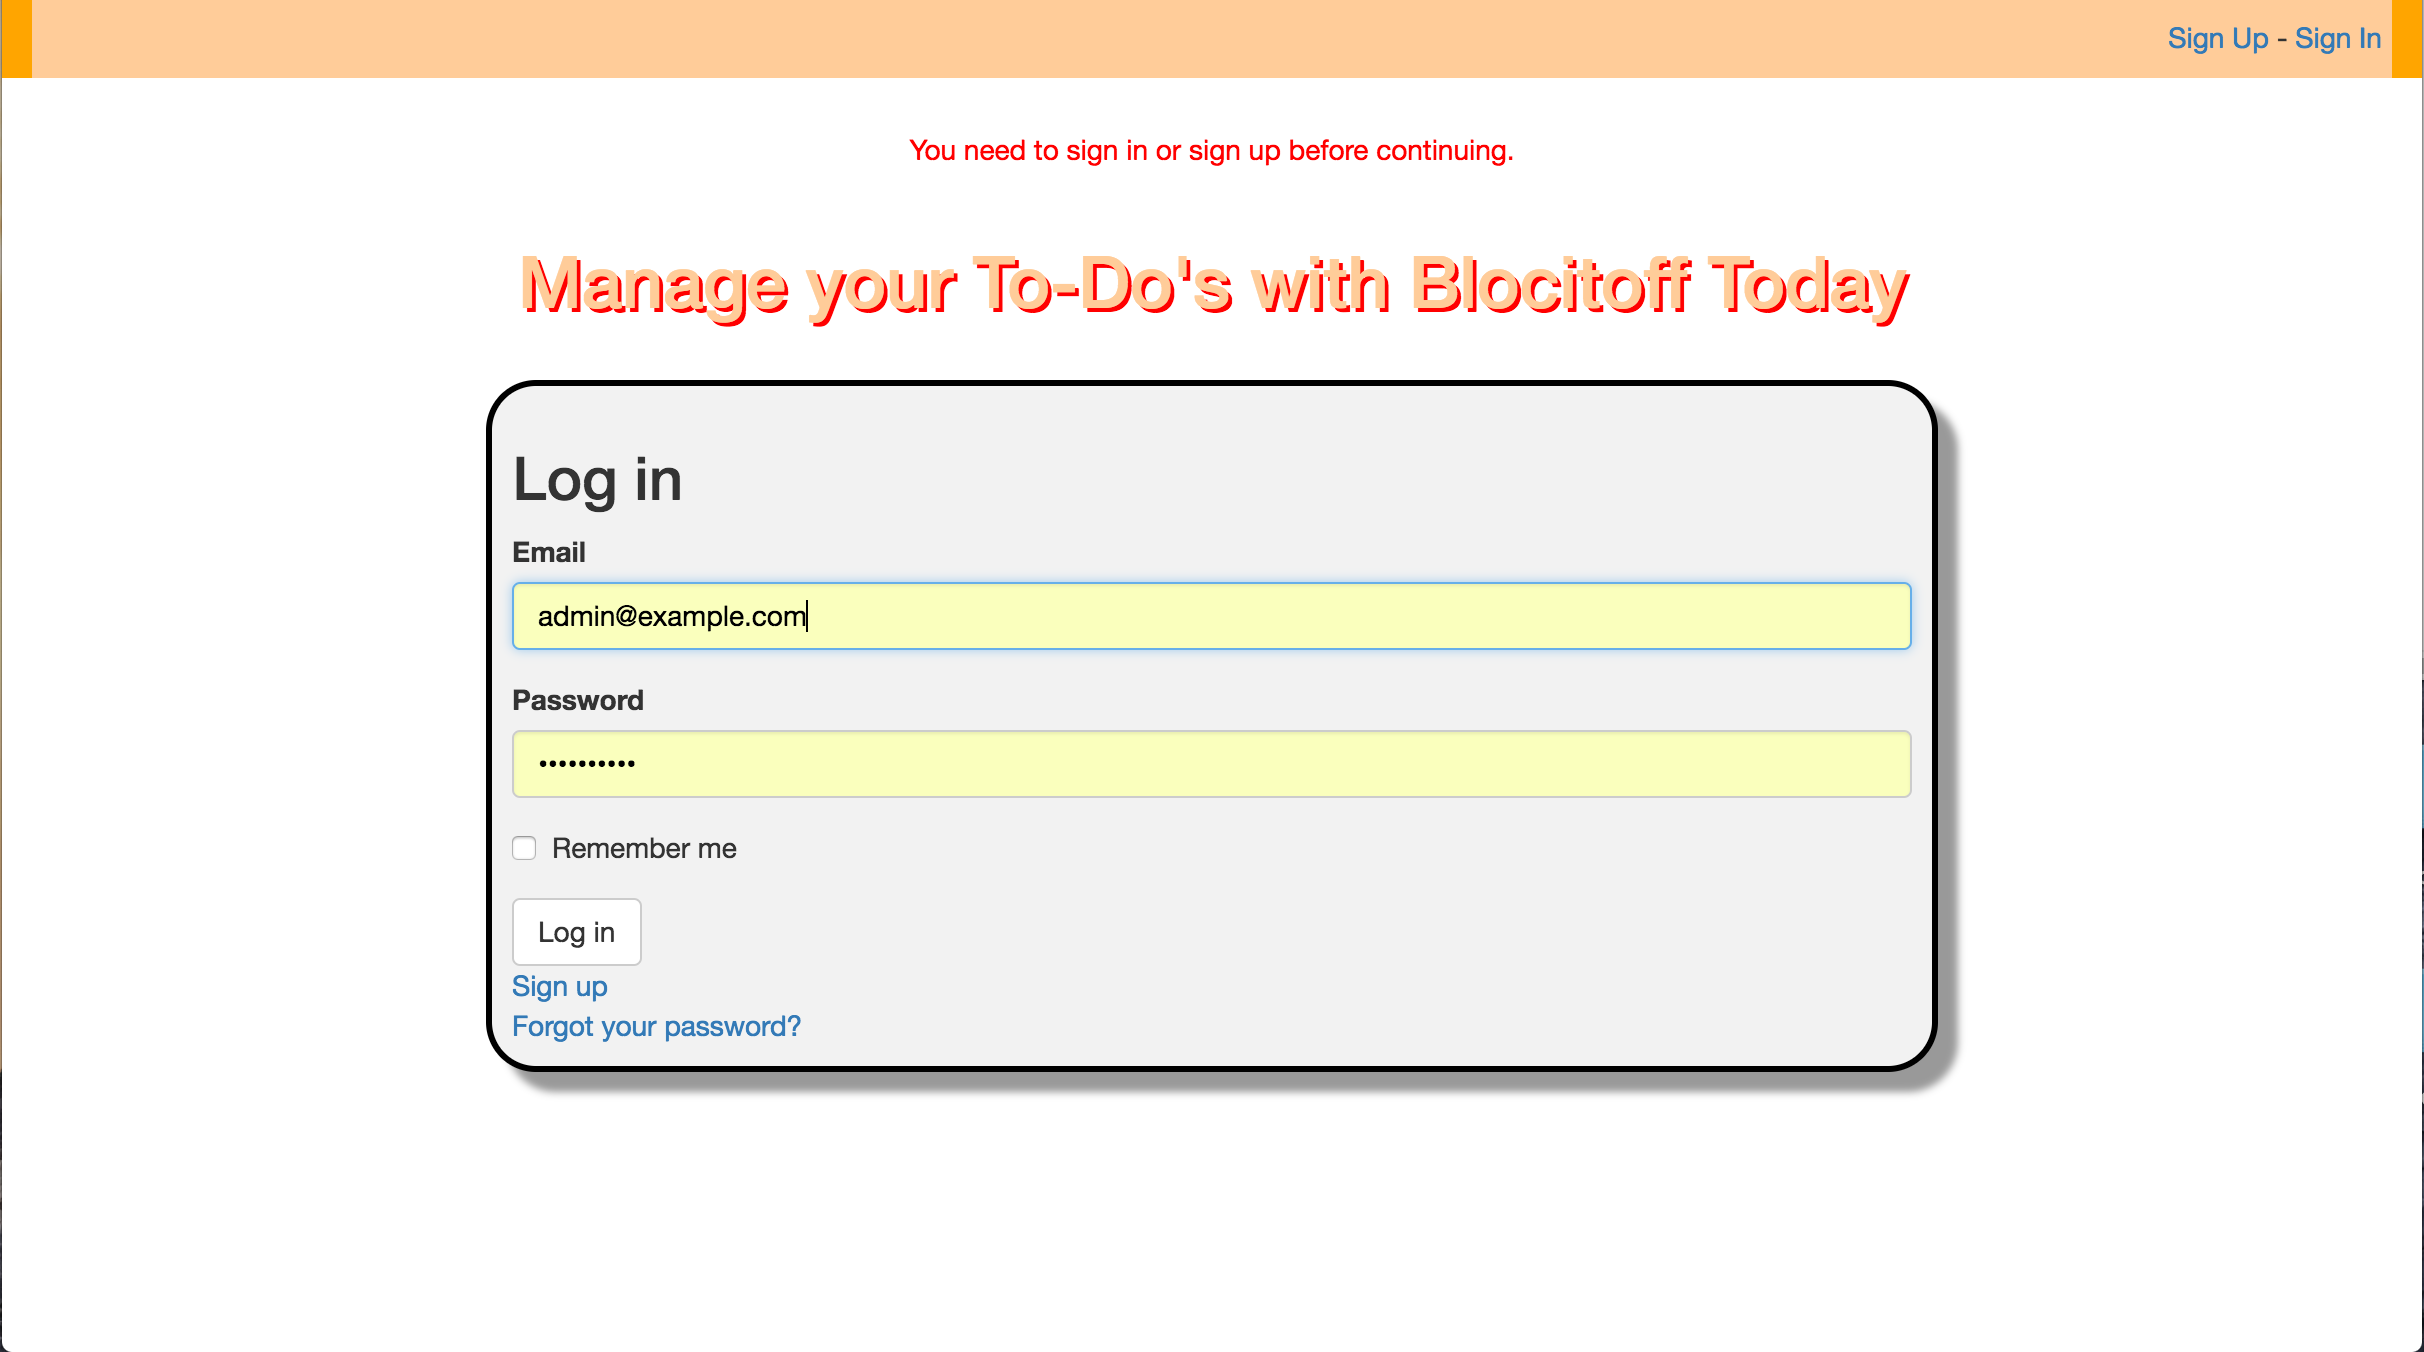 Sign Up - Sign In
You need to sign in or sign up before continuing.
Manage your To-Do's with Blocitoff Today
Log in
Email
admin@example.com
Password
••••••••••
Remember me
Log in
Sign up
Forgot your password?